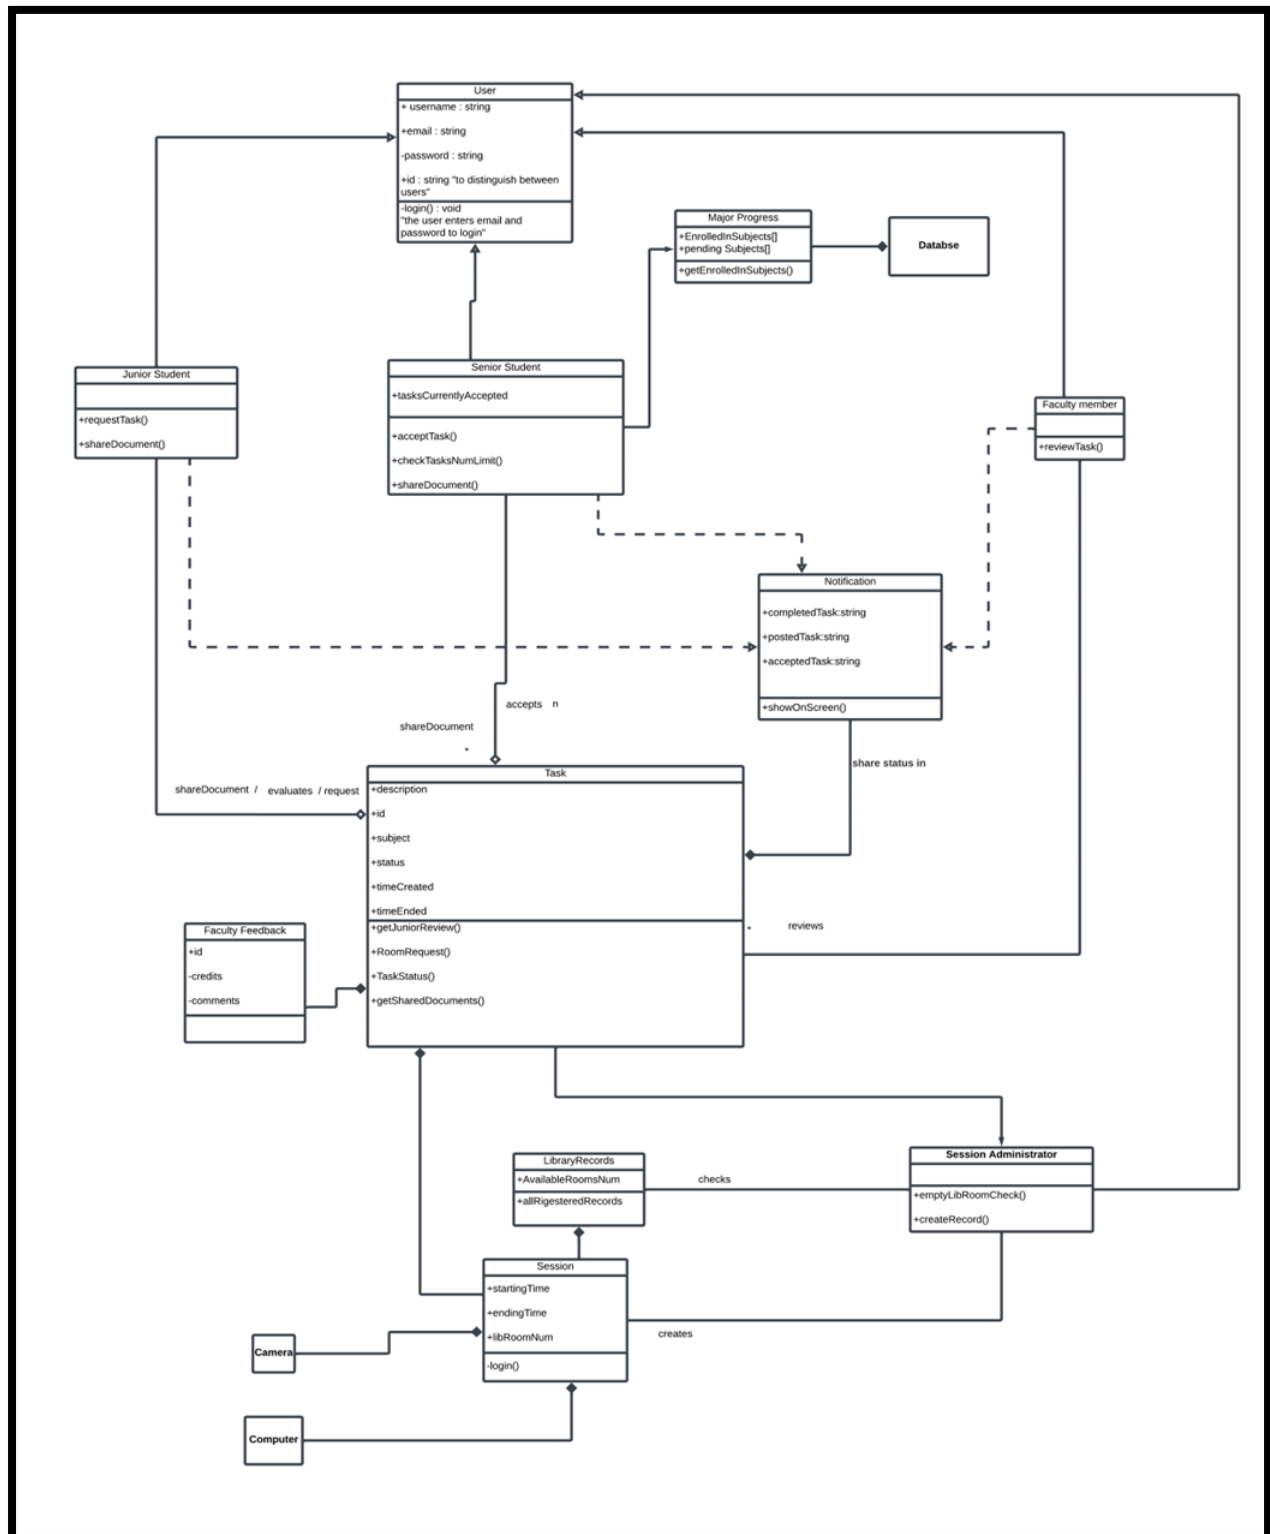 User
+ username : string
+email : string
-password : string
+id : string "to distinguish between
users"
-login() : void
"the user enters email and
password to login"
Major Progress
+EnrolledInSubjects[]
+pending Subjects[]
+getEnrolledInSubjects()
Databse
Junior Student
+requestTask()
+shareDocument()
Senior Student
+tasksCurrentlyAccepted
+acceptTask()
+checkTasksNumLimit()
+shareDocument()
Faculty member
+reviewTask()
Notification
+completedTask:string
+postedTask:string
+acceptedTask:string
+showOnScreen()
accepts n
shareDocument
*
share status in
shareDocument / evaluates / request
Task
+description
+id
+subject
+status
+timeCreated
+timeEnded
+getJuniorReview()
+RoomRequest()
+TaskStatus()
+getSharedDocuments()
* reviews
Faculty Feedback
+id
-credits
-comments
LibraryRecords
+AvailableRoomsNum
+allRigesteredRecords
checks
Session Administrator
+emptyLibRoomCheck()
+createRecord()
Session
+startingTime
+endingTime
+libRoomNum
-login()
creates
Camera
Computer